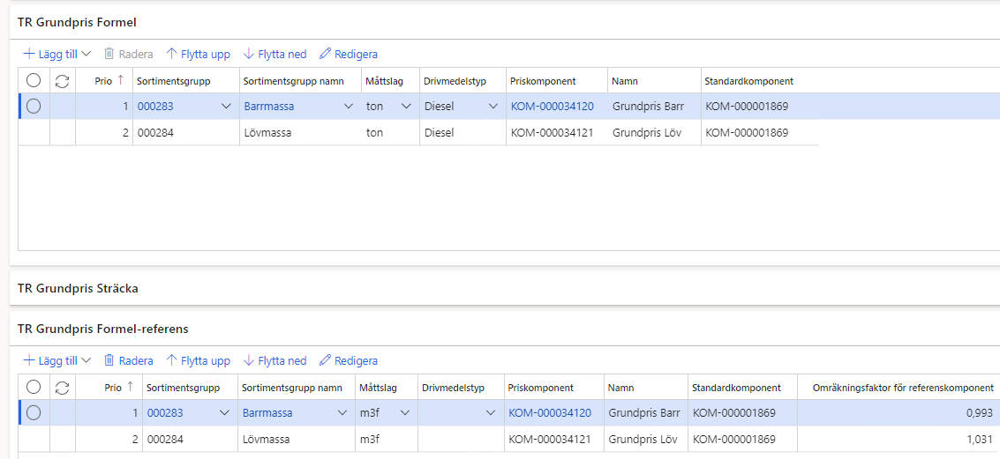 TR Grundpris Formel
Lägg till Radera Flytta upp Flytta ned Redigera
Prio Sortimentsgrupp Sortimentsgrupp namn Måttslag Drivmedelstyp Priskomponent Namn Standardkomponent
1 000283 Barrmassa ton Diesel KOM-000034120 Grundpris Barr KOM-000001869
2 000284 Lövmassa ton Diesel KOM-000034121 Grundpris Löv KOM-000001869
TR Grundpris Sträcka
TR Grundpris Formel-referens
Lägg till Radera Flytta upp Flytta ned Redigera
Prio Sortimentsgrupp Sortimentsgrupp namn Måttslag Drivmedelstyp Priskomponent Namn Standardkomponent Omräkningsfaktor för referenskomponent
1 000283 Barrmassa m3f KOM-000034120 Grundpris Barr KOM-000001869 0,993
2 000284 Lövmassa m3f KOM-000034121 Grundpris Löv KOM-000001869 1,031